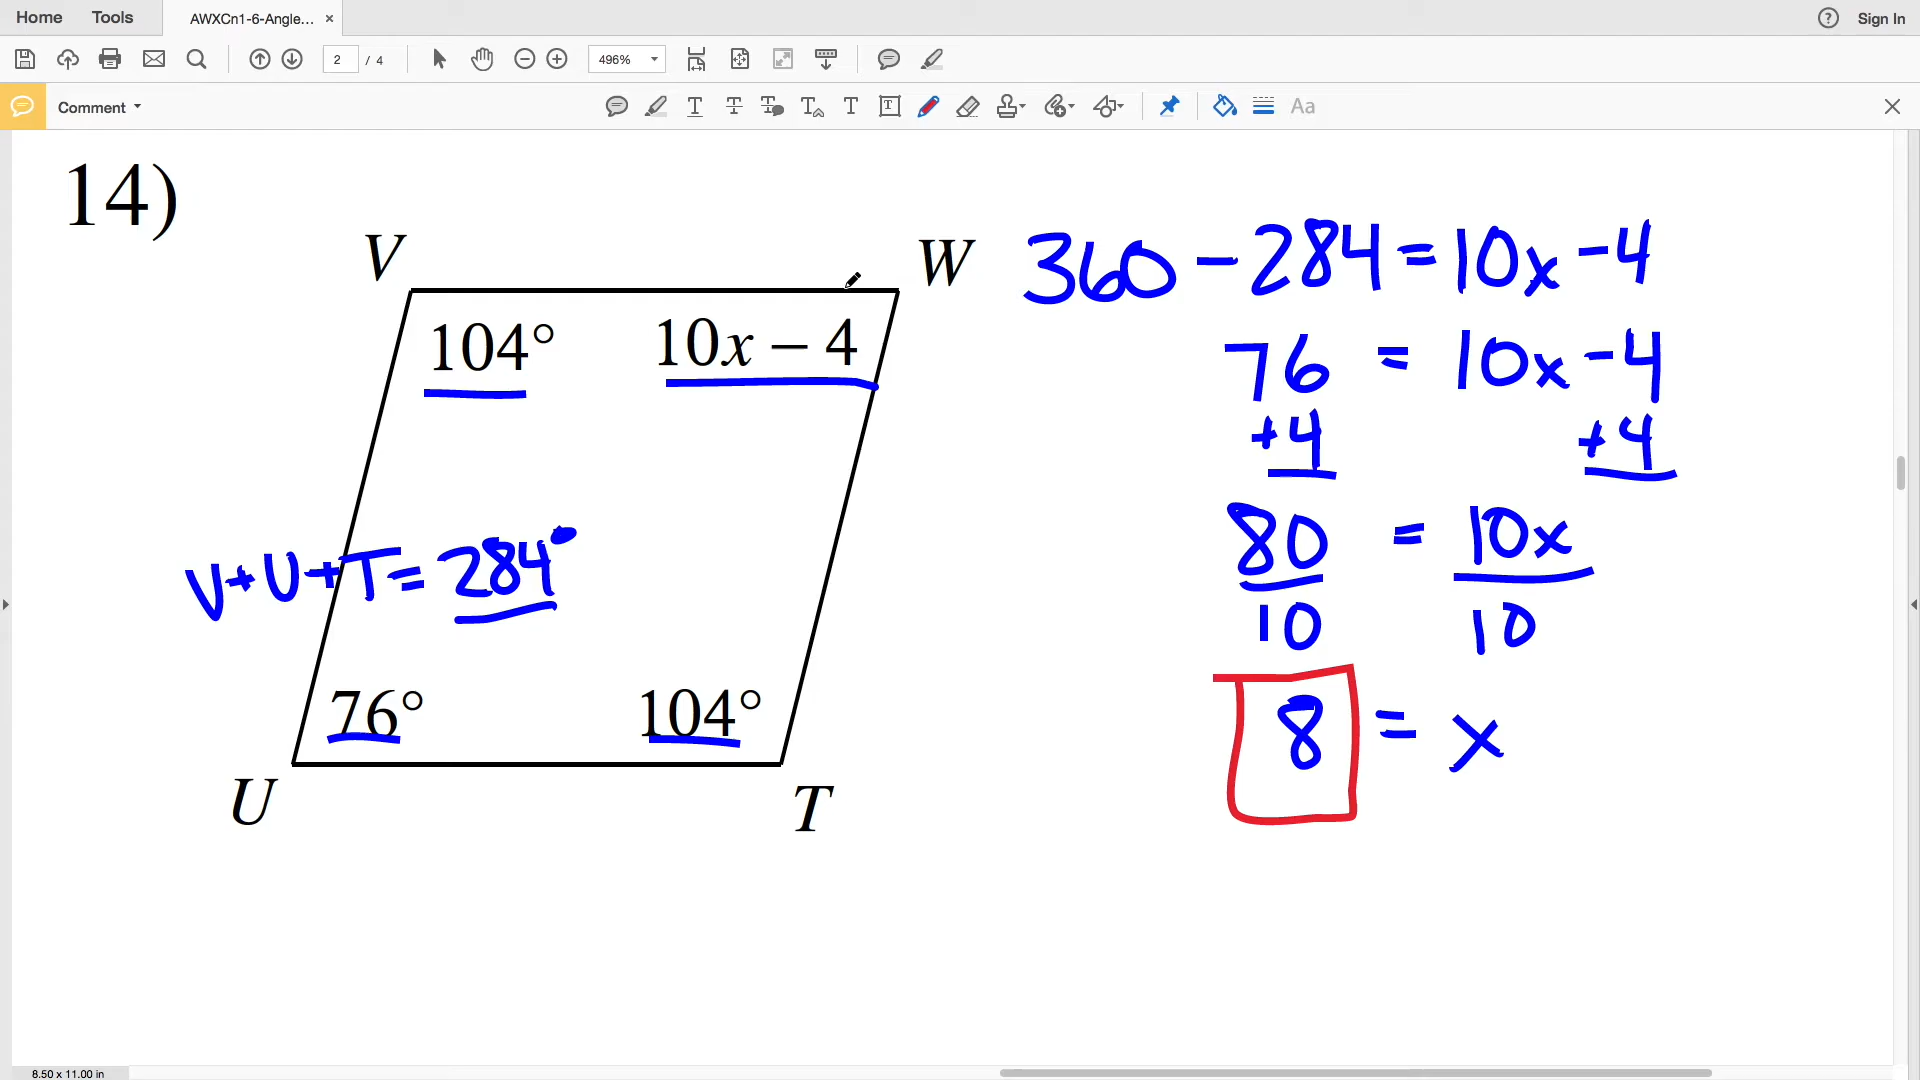 Home Tools AWXCn1-6-Angle... × ? Sign In
2 / 4 496%
Comment T T T T T T Aa
14)
V W
104° 10x − 4
V+U+T=284°
76° 104°
U T
360 − 284 = 10x − 4
76 = 10x − 4
+4 +4
80 = 10x
10 10
8 = x
8.50 x 11.00 in